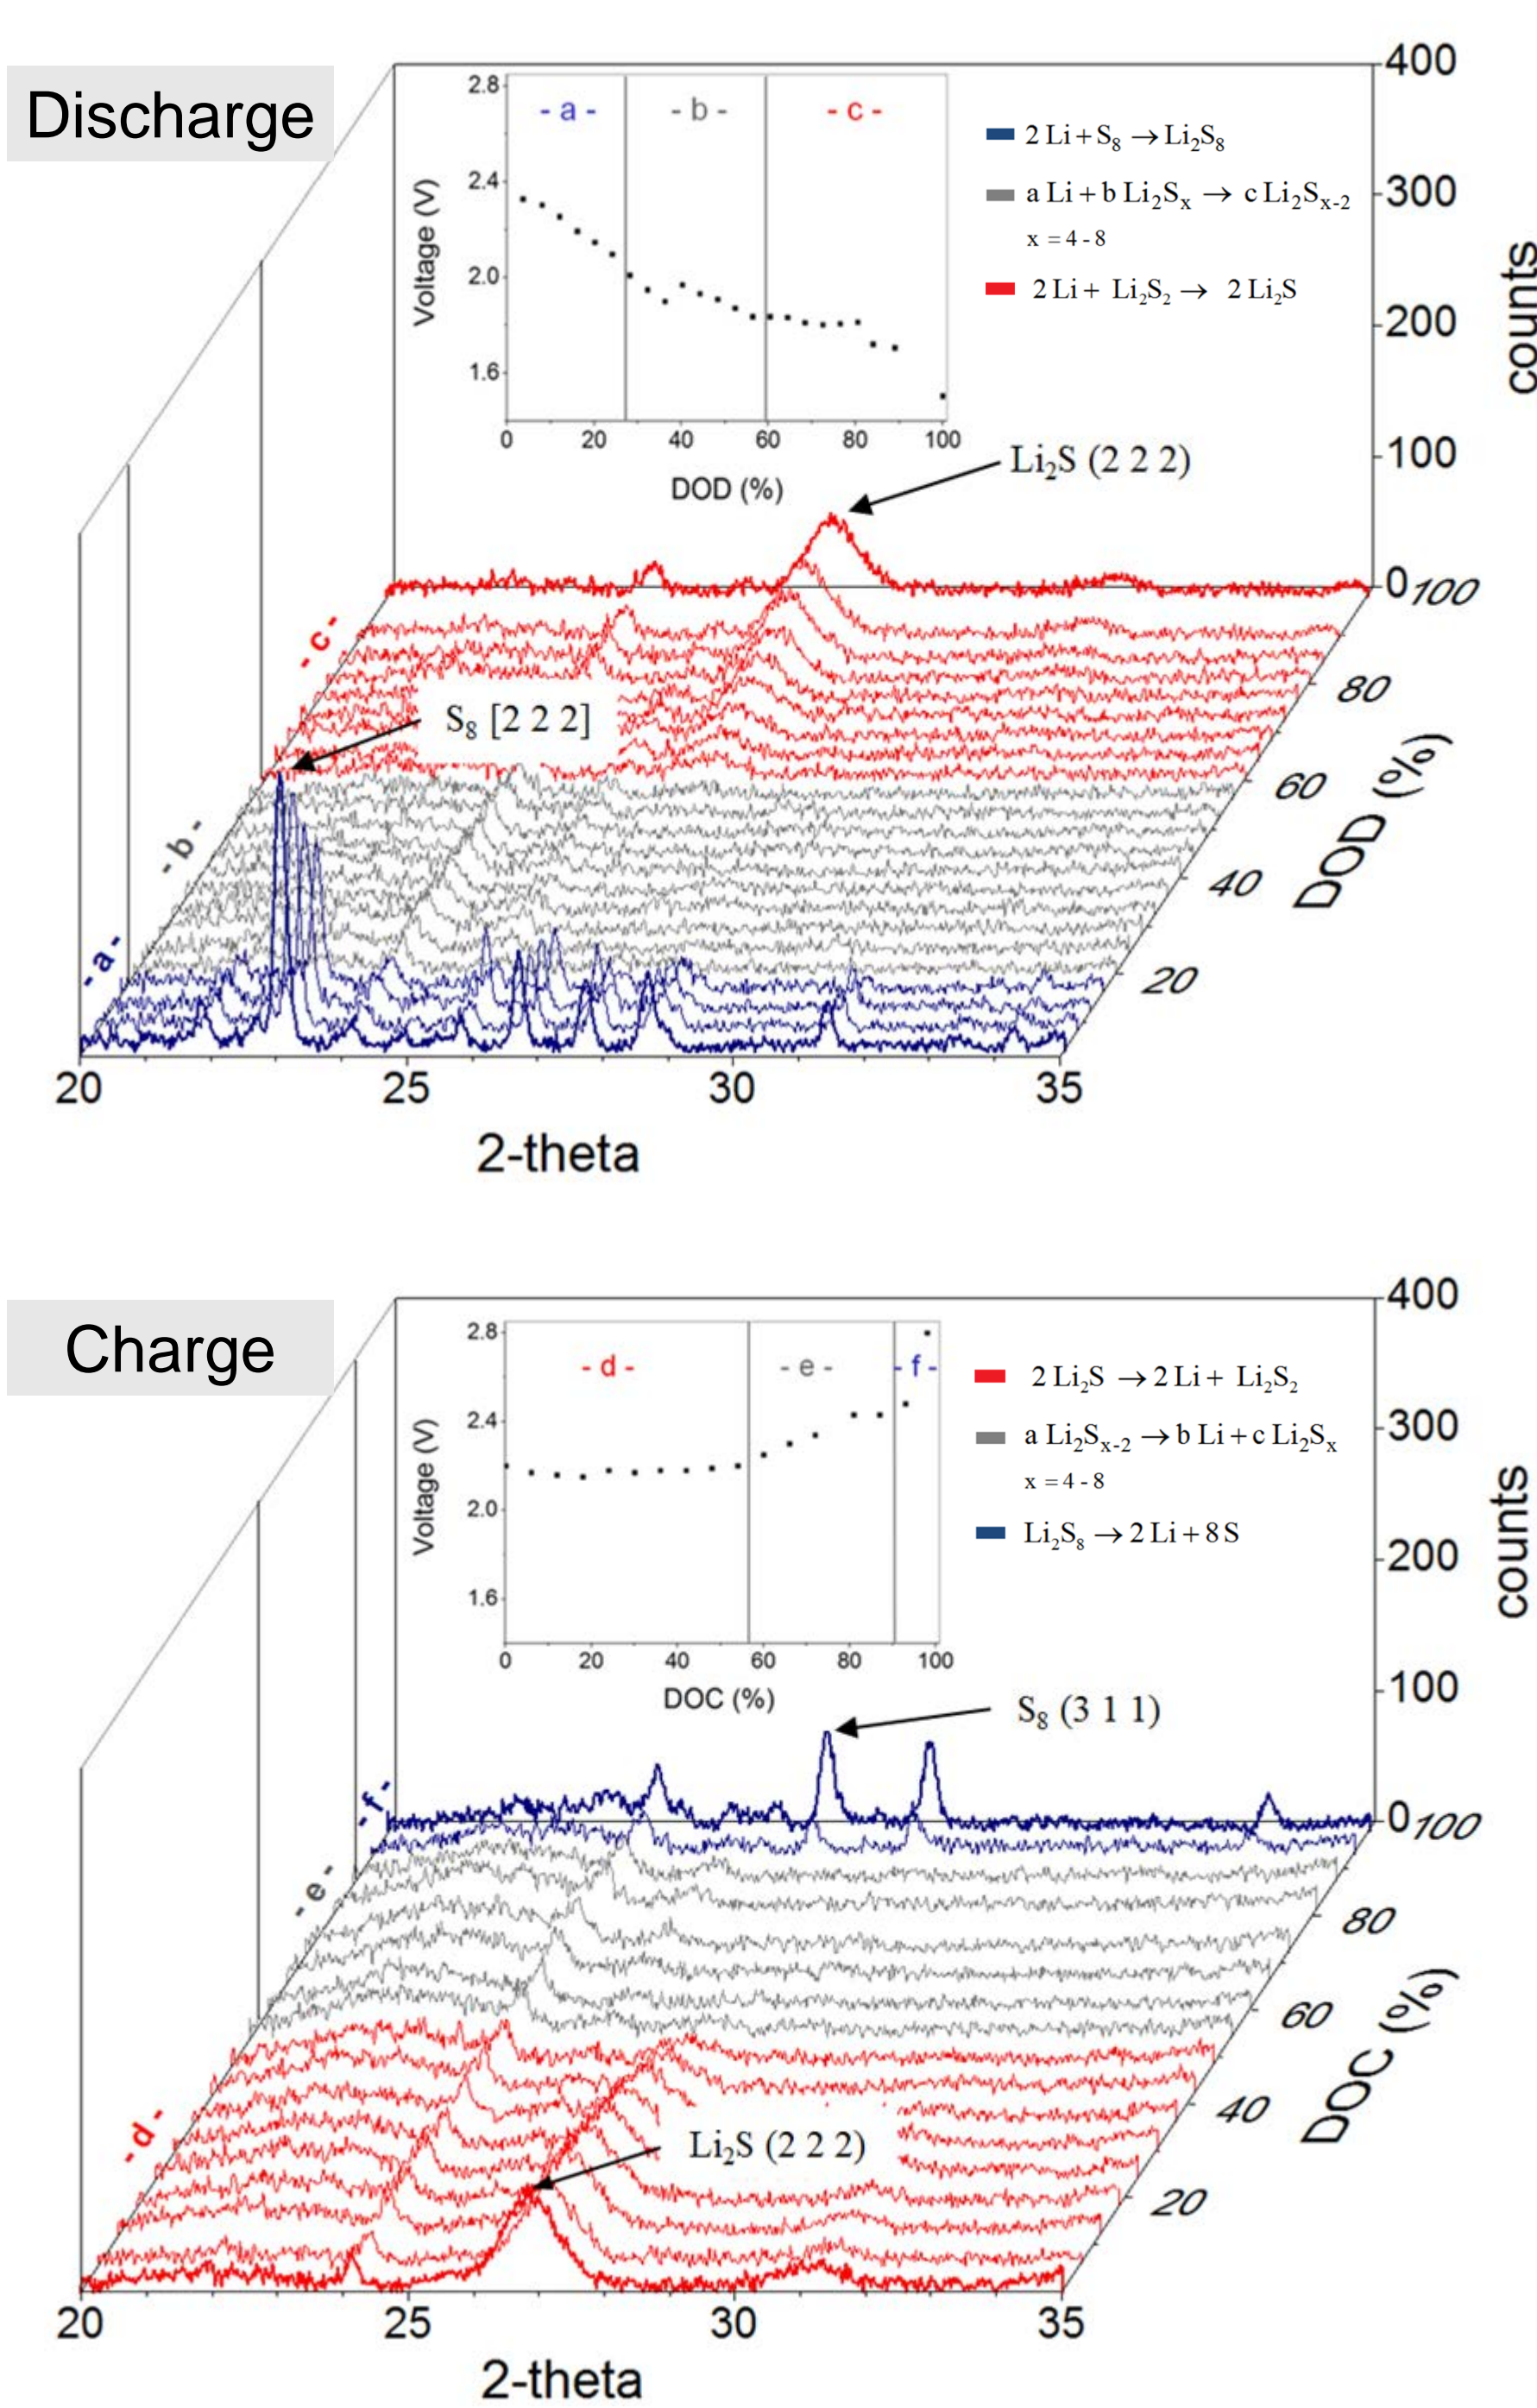 Discharge
400
300
200
100
0
counts
2.8
2.4
2.0
1.6
Voltage (V)
- a -
- b -
- c -
0 20 40 60 80 100
DOD (%)
2 Li + S₈ → Li₂S₈
a Li + b Li₂Sₓ → c Li₂Sₓ₋₂
x = 4 - 8
2 Li + Li₂S₂ → 2 Li₂S
Li₂S (2 2 2)
S₈ [2 2 2]
- c -
- b -
- a -
100
80
60
40
20
DOD (%)
20 25 30 35
2-theta
Charge
400
300
200
100
0
counts
2.8
2.4
2.0
1.6
Voltage (V)
- d -
- e -
- f -
0 20 40 60 80 100
DOC (%)
2 Li₂S → 2 Li + Li₂S₂
a Li₂Sₓ₋₂ → b Li + c Li₂Sₓ
x = 4 - 8
Li₂S₈ → 2 Li + 8 S
S₈ (3 1 1)
Li₂S (2 2 2)
- f -
- e -
- d -
100
80
60
40
20
DOC (%)
20 25 30 35
2-theta